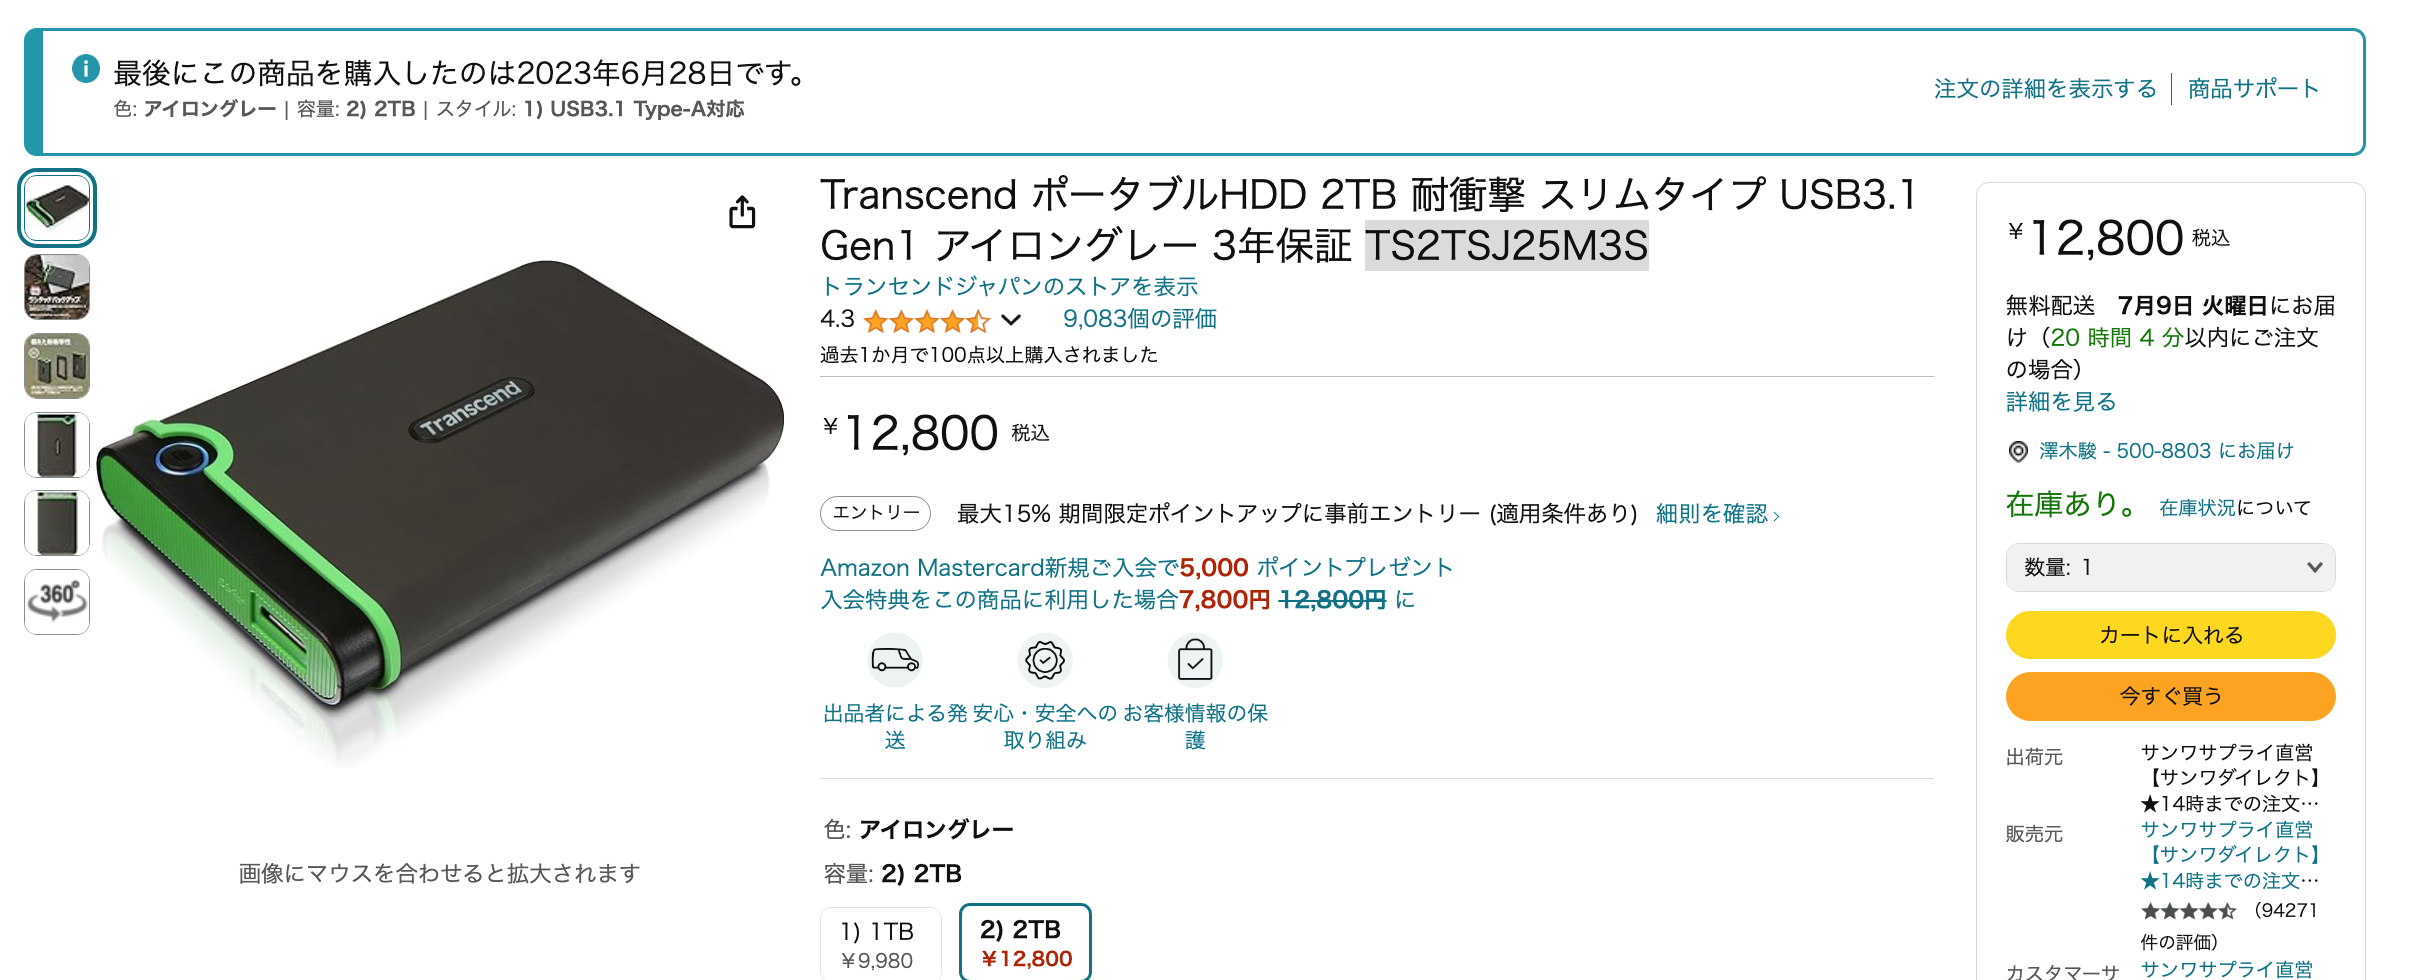 最後にこの商品を購入したのは2023年6月28日です。
色: アイロングレー | 容量: 2) 2TB | スタイル: 1) USB3.1 Type-A対応
注文の詳細を表示する
商品サポート
Transcend ポータブルHDD 2TB 耐衝撃 スリムタイプ USB3.1
Gen1 アイロングレー 3年保証 TS2TSJ25M3S
トランセンドジャパンのストアを表示
4.3
9,083個の評価
過去1か月で100点以上購入されました
¥12,800 税込
エントリー
最大15% 期間限定ポイントアップに事前エントリー (適用条件あり) 細則を確認 ›
Amazon Mastercard新規ご入会で5,000 ポイントプレゼント
入会特典をこの商品に利用した場合7,800円 12,800円 に
出品者による発
送
安心・安全への
取り組み
お客様情報の保
護
色: アイロングレー
容量: 2) 2TB
1) 1TB
¥9,980
2) 2TB
¥12,800
Transcend
360°
画像にマウスを合わせると拡大されます
¥12,800 税込
無料配送 7月9日 火曜日にお届
け（20 時間 4 分以内にご注文
の場合）
詳細を見る
澤木駿 - 500-8803 にお届け
在庫あり。 在庫状況について
数量: 1
カートに入れる
今すぐ買う
出荷元
サンワサプライ直営
【サンワダイレクト】
★14時までの注文…
販売元
サンワサプライ直営
【サンワダイレクト】
★14時までの注文…
（94271
件の評価）
カスタマーサ
サンワサプライ直営